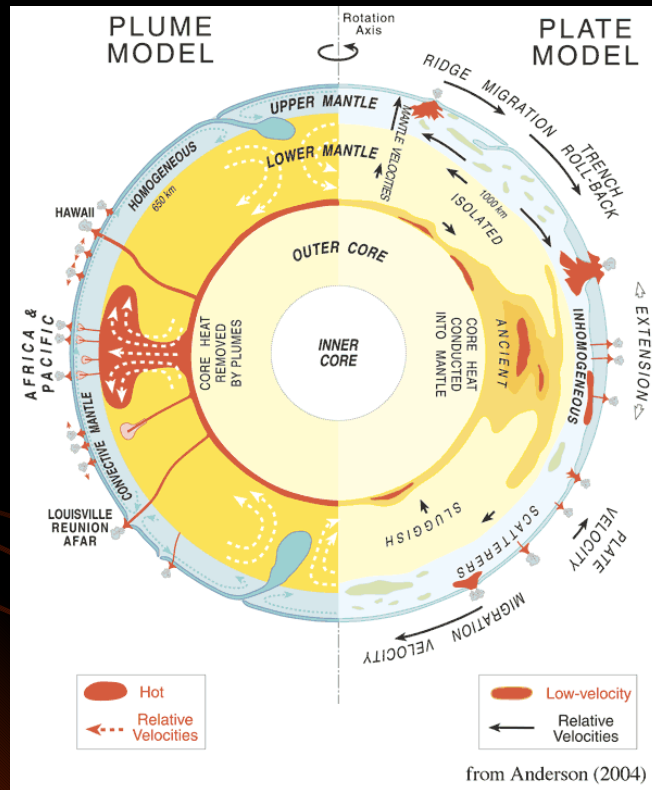 PLUME
MODEL
Rotation
Axis
PLATE
MODEL
RIDGE MIGRATION
TRENCH
ROLL-BACK
UPPER MANTLE
LOWER MANTLE
MANTLE VELOCITIES
HOMOGENEOUS
650 km
1000 km
ISOLATED
HAWAII
OUTER CORE
AFRICA &
PACIFIC
CORE HEAT
REMOVED
BY PLUMES
INNER
CORE
CORE HEAT
CONDUCTED
INTO MANTLE
ANCIENT
INHOMOGENEOUS
EXTENSION
CONVECTIVE MANTLE
LOUISVILLE
REUNION
AFAR
SLUGGISH
SCATTERERS
PLATE
VELOCITY
MIGRATION VELOCITY
Hot
Relative
Velocities
Low-velocity
Relative
Velocities
from Anderson (2004)